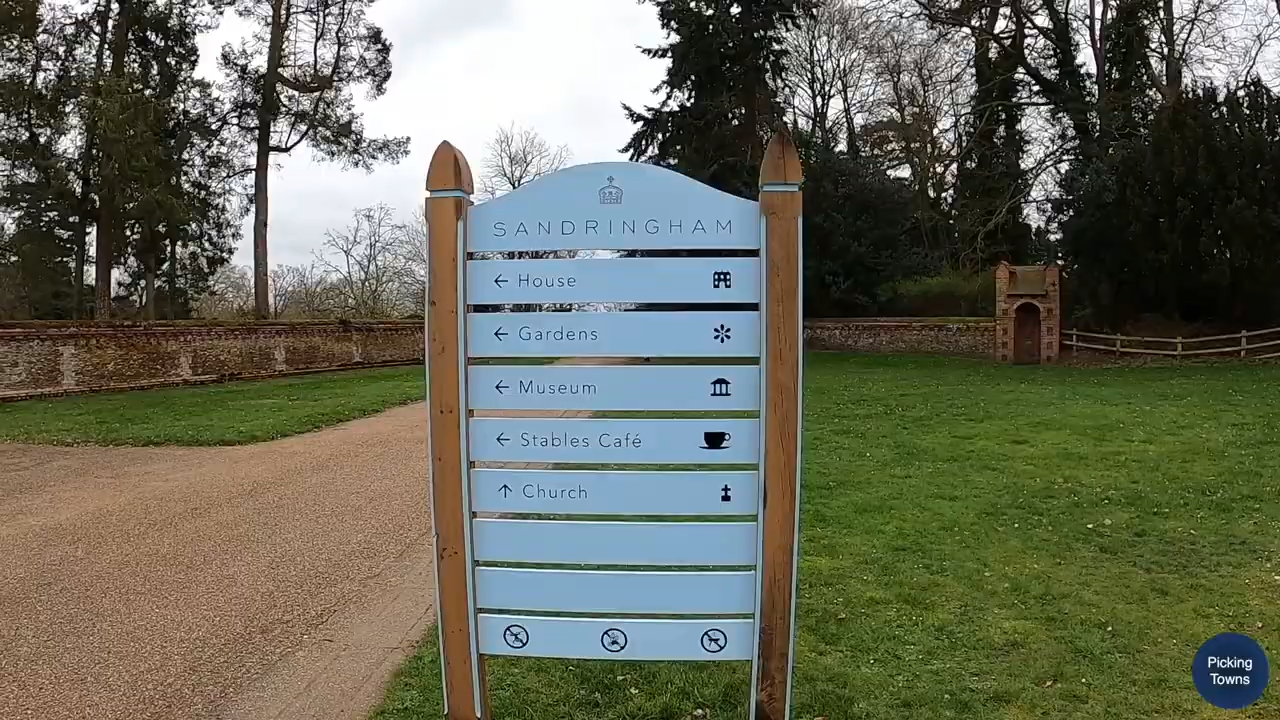 SANDRINGHAM
← House
← Gardens
← Museum
← Stables Café
↑ Church
Picking
Towns